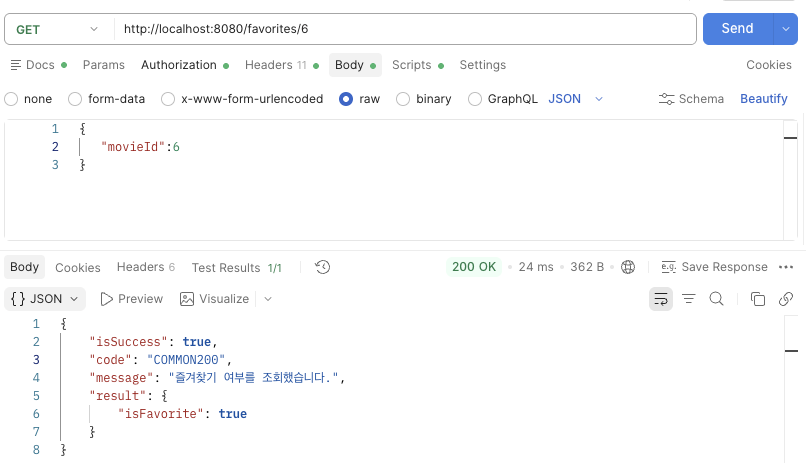 GET http://localhost:8080/favorites/6 Send
Docs Params Authorization Headers 11 Body Scripts Settings Cookies
none form-data x-www-form-urlencoded raw binary GraphQL JSON Schema Beautify
1 {
2 "movieId":6
3 }
Body Cookies Headers 6 Test Results 1/1 200 OK • 24 ms • 362 B • e.g. Save Response
{} JSON Preview Visualize
1 {
2 "isSuccess": true,
3 "code": "COMMON200",
4 "message": "즐겨찾기 여부를 조회했습니다.",
5 "result": {
6 "isFavorite": true
7 }
8 }